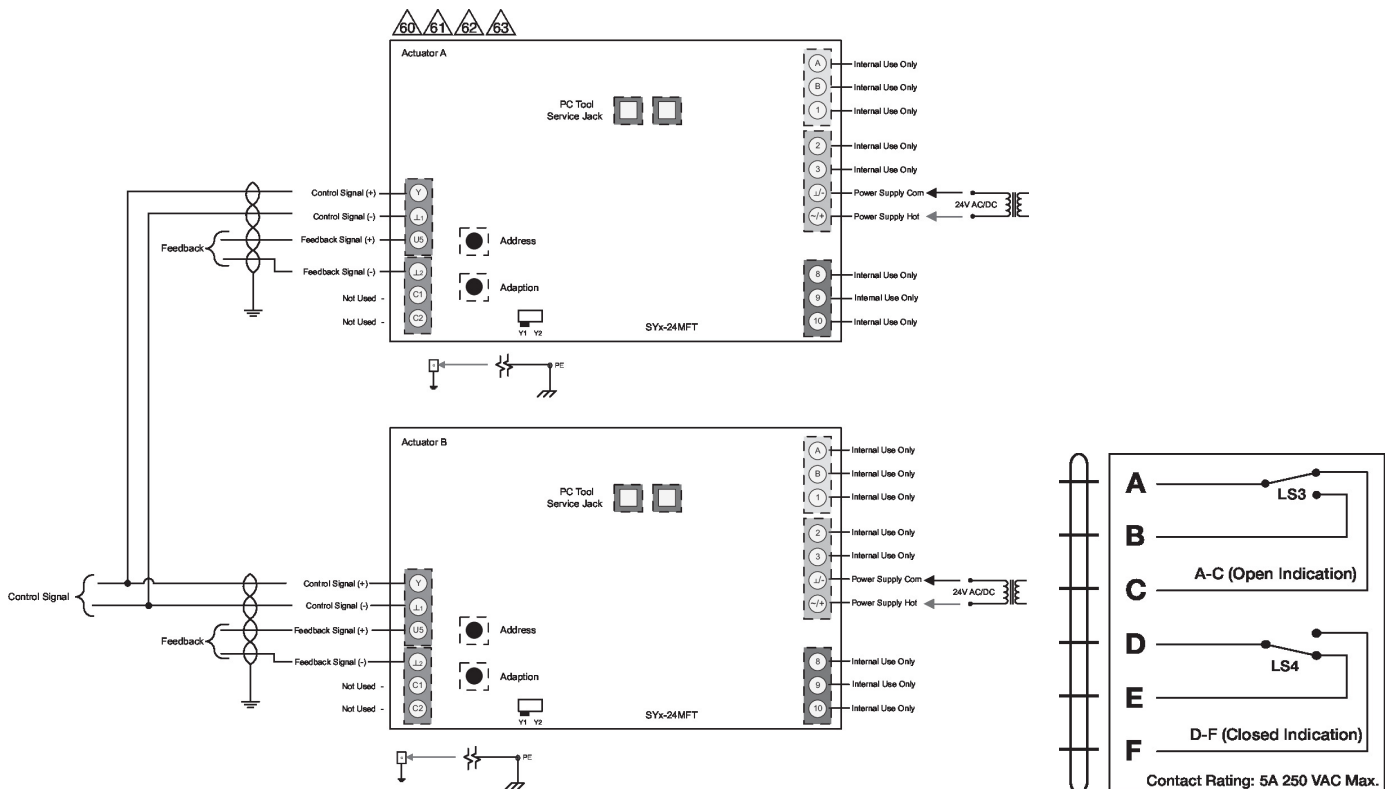 60 61 62 63
Actuator A
PC Tool
Service Jack
A Internal Use Only
B Internal Use Only
1 Internal Use Only
2 Internal Use Only
3 Internal Use Only
⊥/- Power Supply Com
~/+ Power Supply Hot
24V AC/DC
8 Internal Use Only
9 Internal Use Only
10 Internal Use Only
Control Signal (+) Y
Control Signal (-) ⊥1
Feedback Signal (+) U5
Feedback
Feedback Signal (-) ⊥2
Not Used - C1
Not Used - C2
Address
Adaption
Y1 Y2
SYx-24MFT
PE
Actuator B
PC Tool
Service Jack
A Internal Use Only
B Internal Use Only
1 Internal Use Only
2 Internal Use Only
3 Internal Use Only
⊥/- Power Supply Com
~/+ Power Supply Hot
24V AC/DC
8 Internal Use Only
9 Internal Use Only
10 Internal Use Only
Control Signal
Control Signal (+) Y
Control Signal (-) ⊥1
Feedback Signal (+) U5
Feedback
Feedback Signal (-) ⊥2
Not Used - C1
Not Used - C2
Address
Adaption
Y1 Y2
SYx-24MFT
PE
A
LS3
B
A-C (Open Indication)
C
D
LS4
E
D-F (Closed Indication)
F
Contact Rating: 5A 250 VAC Max.